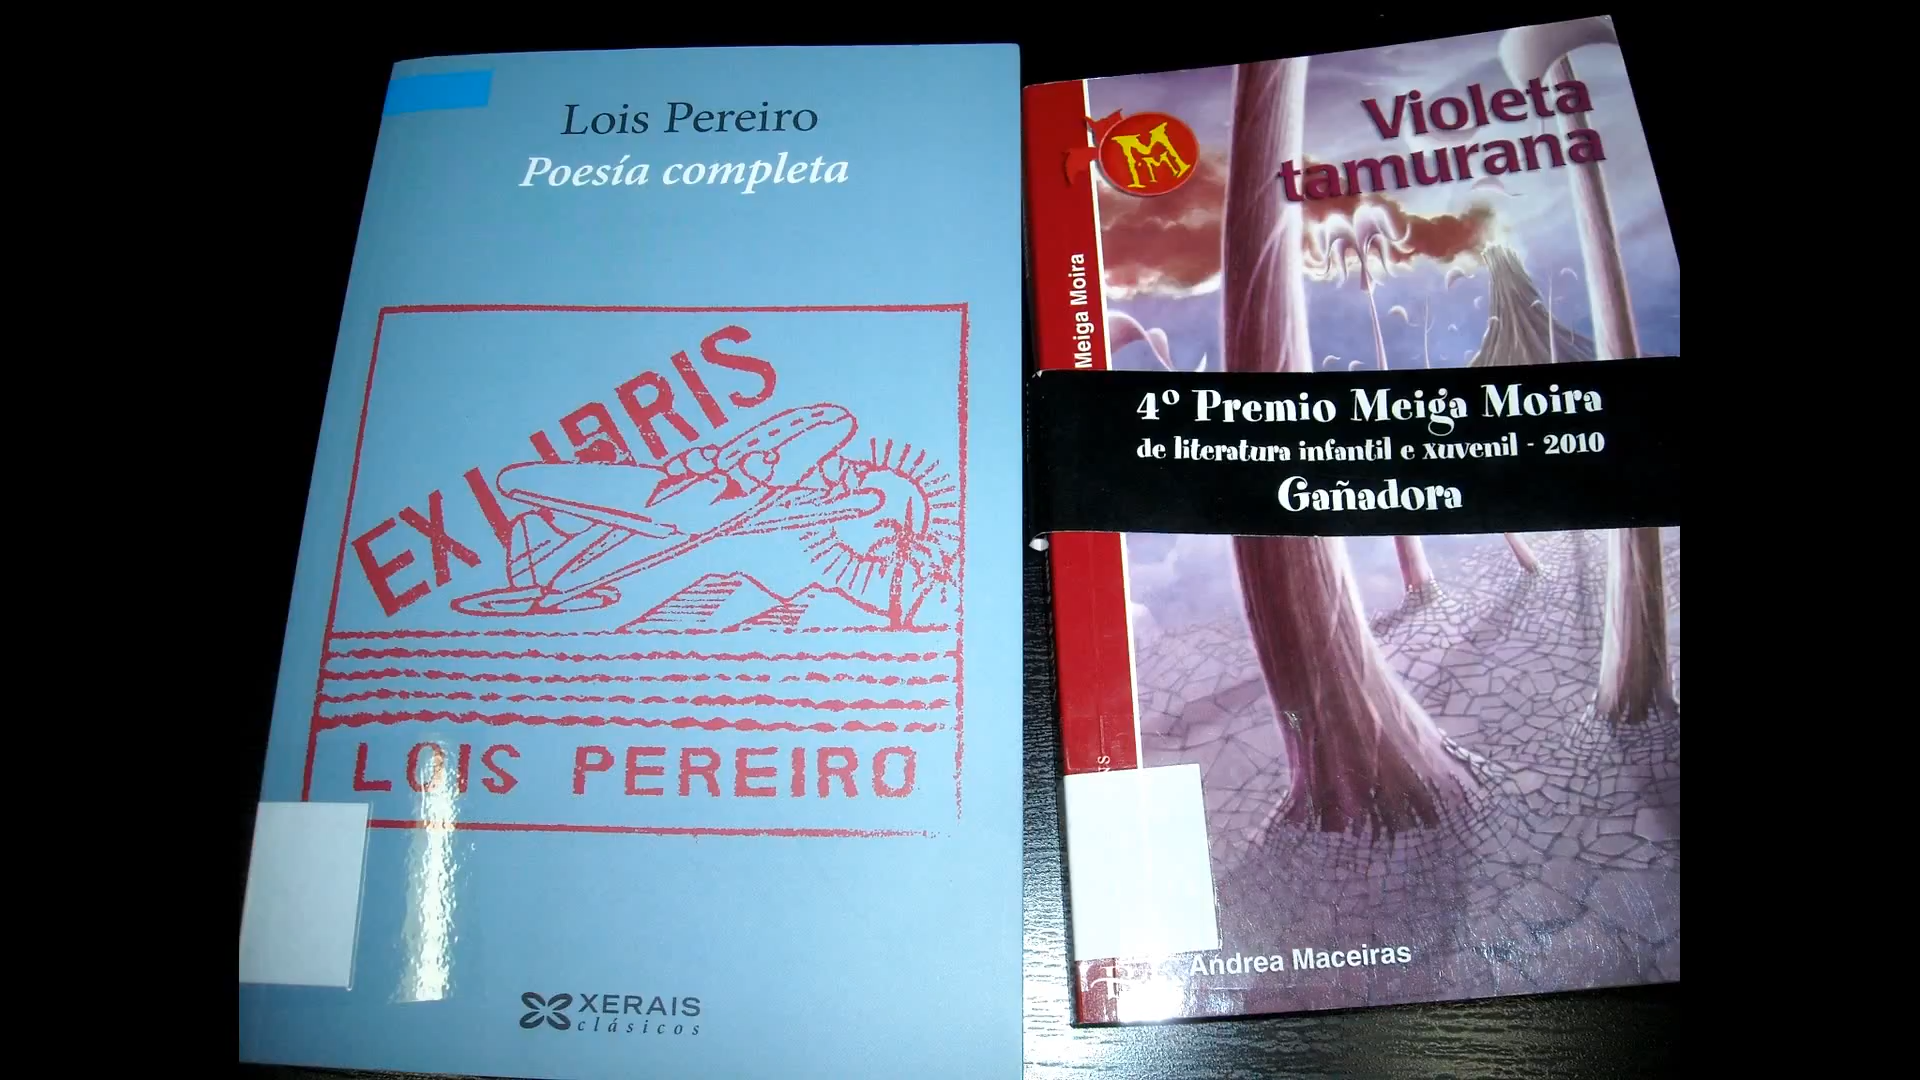 Lois Pereiro
Poesía completa
EX LIBRIS
LOIS PEREIRO
XERAIS
clásicos
Violeta
tamurana
M
Meiga Moira
4º Premio Meiga Moira
de literatura infantil e xuvenil - 2010
Gañadora
Andrea Maceiras